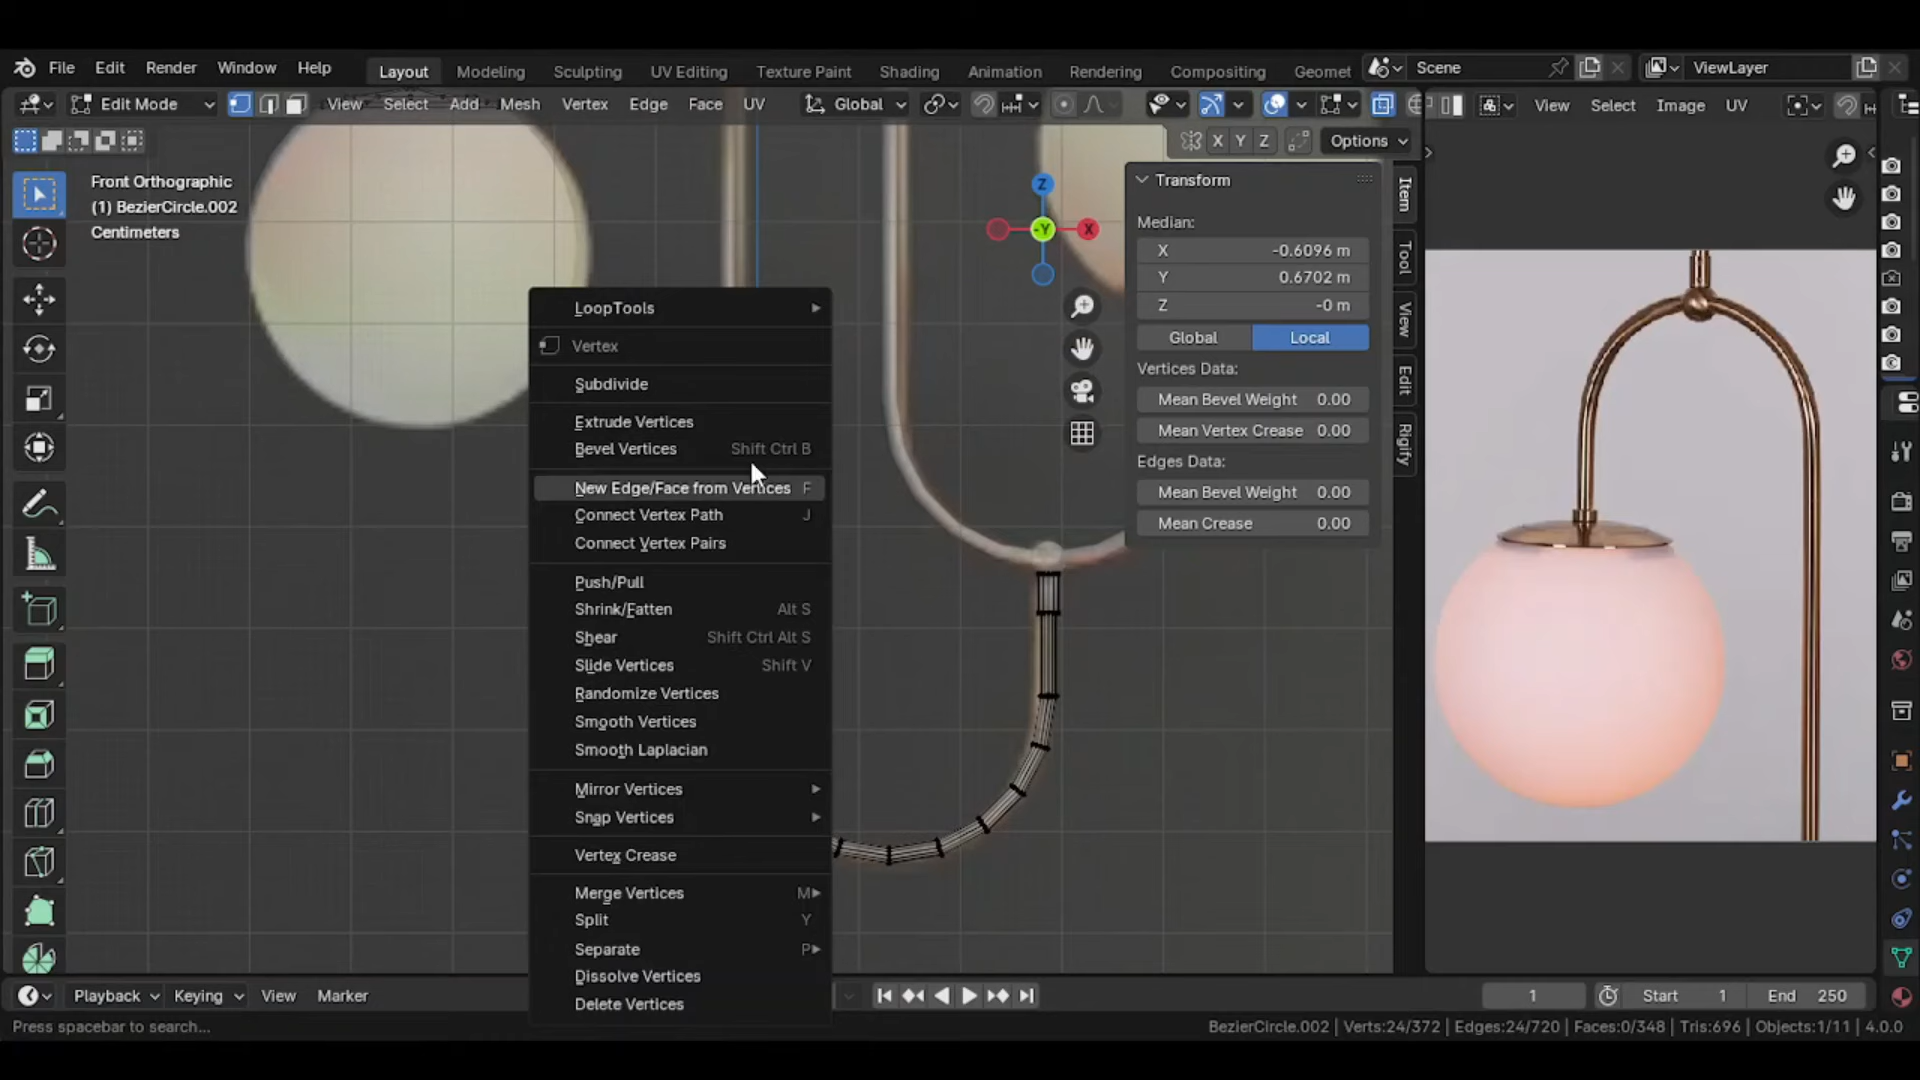 File Edit Render Window Help Layout Modeling Sculpting UV Editing Texture Paint Shading Animation Rendering Compositing Geomet Scene ViewLayer
Edit Mode View Select Add Mesh Vertex Edge Face UV Global View Select Image UV
X Y Z Options
Front Orthographic
(1) BezierCircle.002
Centimeters
Z
-Y
X
Transform
Median:
X -0.6096 m
Y 0.6702 m
Z -0 m
Global Local
Vertices Data:
Mean Bevel Weight 0.00
Mean Vertex Crease 0.00
Edges Data:
Mean Bevel Weight 0.00
Mean Crease 0.00
Item
Tool
View
Edit
Rigify
LoopTools
Vertex
Subdivide
Extrude Vertices
Bevel Vertices Shift Ctrl B
New Edge/Face from Vertices F
Connect Vertex Path J
Connect Vertex Pairs
Push/Pull
Shrink/Fatten Alt S
Shear Shift Ctrl Alt S
Slide Vertices Shift V
Randomize Vertices
Smooth Vertices
Smooth Laplacian
Mirror Vertices
Snap Vertices
Vertex Crease
Merge Vertices M
Split Y
Separate P
Dissolve Vertices
Delete Vertices
Playback Keying View Marker 1 Start 1 End 250
Press spacebar to search... BezierCircle.002 | Verts:24/372 | Edges:24/720 | Faces:0/348 | Tris:696 | Objects:1/11 | 4.0.0